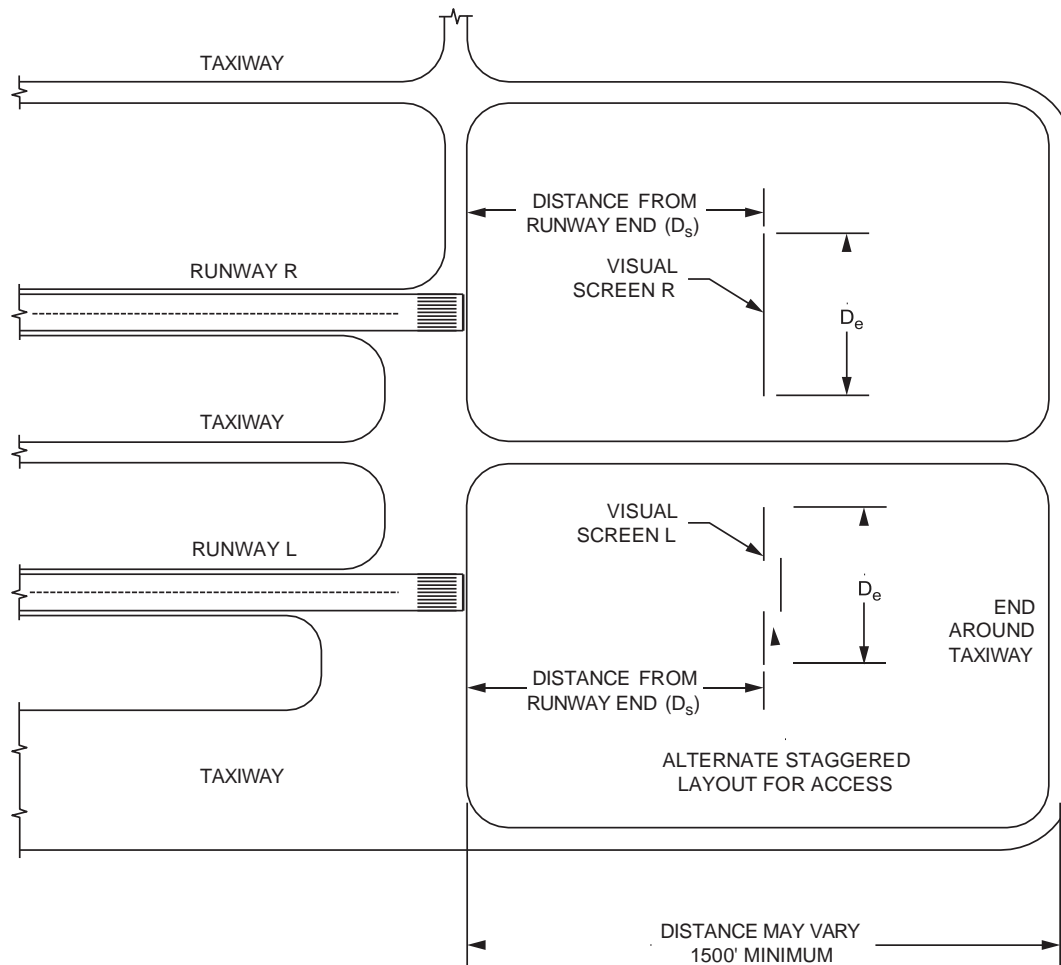 TAXIWAY
DISTANCE FROM
RUNWAY END (Ds)
RUNWAY R
VISUAL
SCREEN R
De
TAXIWAY
VISUAL
SCREEN L
RUNWAY L
De
END
AROUND
TAXIWAY
DISTANCE FROM
RUNWAY END (Ds)
TAXIWAY
ALTERNATE STAGGERED
LAYOUT FOR ACCESS
DISTANCE MAY VARY
1500' MINIMUM